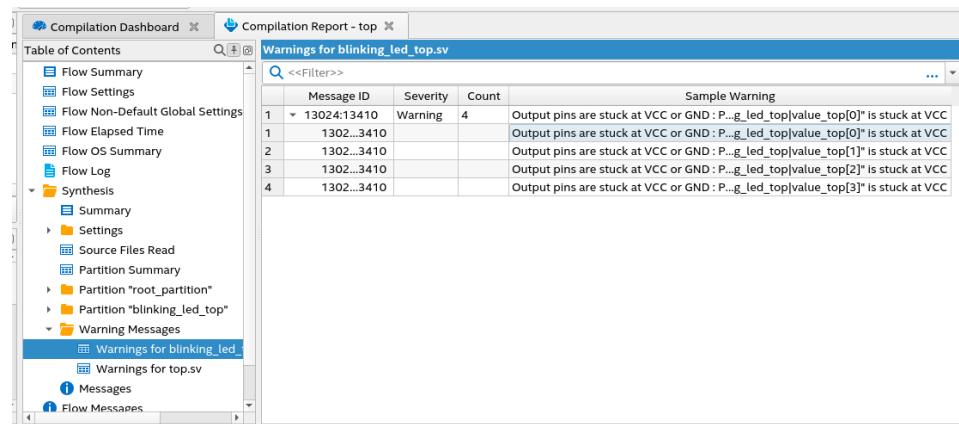 Compilation Dashboard
Compilation Report - top
Table of Contents
Flow Summary
Flow Settings
Flow Non-Default Global Settings
Flow Elapsed Time
Flow OS Summary
Flow Log
Synthesis
Summary
Settings
Source Files Read
Partition Summary
Partition "root_partition"
Partition "blinking_led_top"
Warning Messages
Warnings for blinking_led_
Warnings for top.sv
Messages
Flow Messages
Warnings for blinking_led_top.sv
<<Filter>>
...
Message ID Severity Count Sample Warning
1 13024:13410 Warning 4 Output pins are stuck at VCC or GND : P...g_led_top|value_top[0]" is stuck at VCC
1 1302...3410 Output pins are stuck at VCC or GND : P...g_led_top|value_top[0]" is stuck at VCC
2 1302...3410 Output pins are stuck at VCC or GND : P...g_led_top|value_top[1]" is stuck at VCC
3 1302...3410 Output pins are stuck at VCC or GND : P...g_led_top|value_top[2]" is stuck at VCC
4 1302...3410 Output pins are stuck at VCC or GND : P...g_led_top|value_top[3]" is stuck at VCC